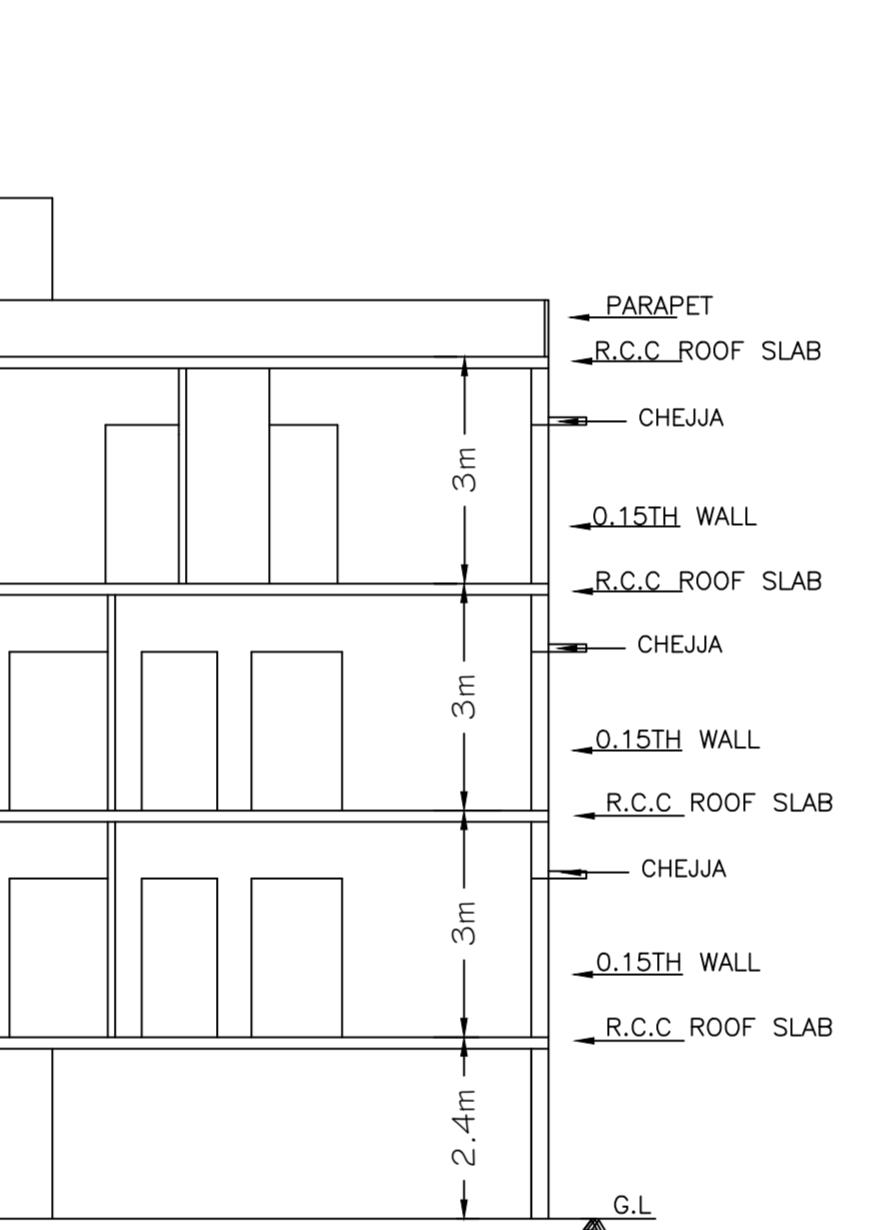 PARAPET
R.C.C ROOF SLAB
CHEJJA
3m
0.15TH WALL
R.C.C ROOF SLAB
CHEJJA
3m
0.15TH WALL
R.C.C ROOF SLAB
CHEJJA
3m
0.15TH WALL
R.C.C ROOF SLAB
2.4m
G.L